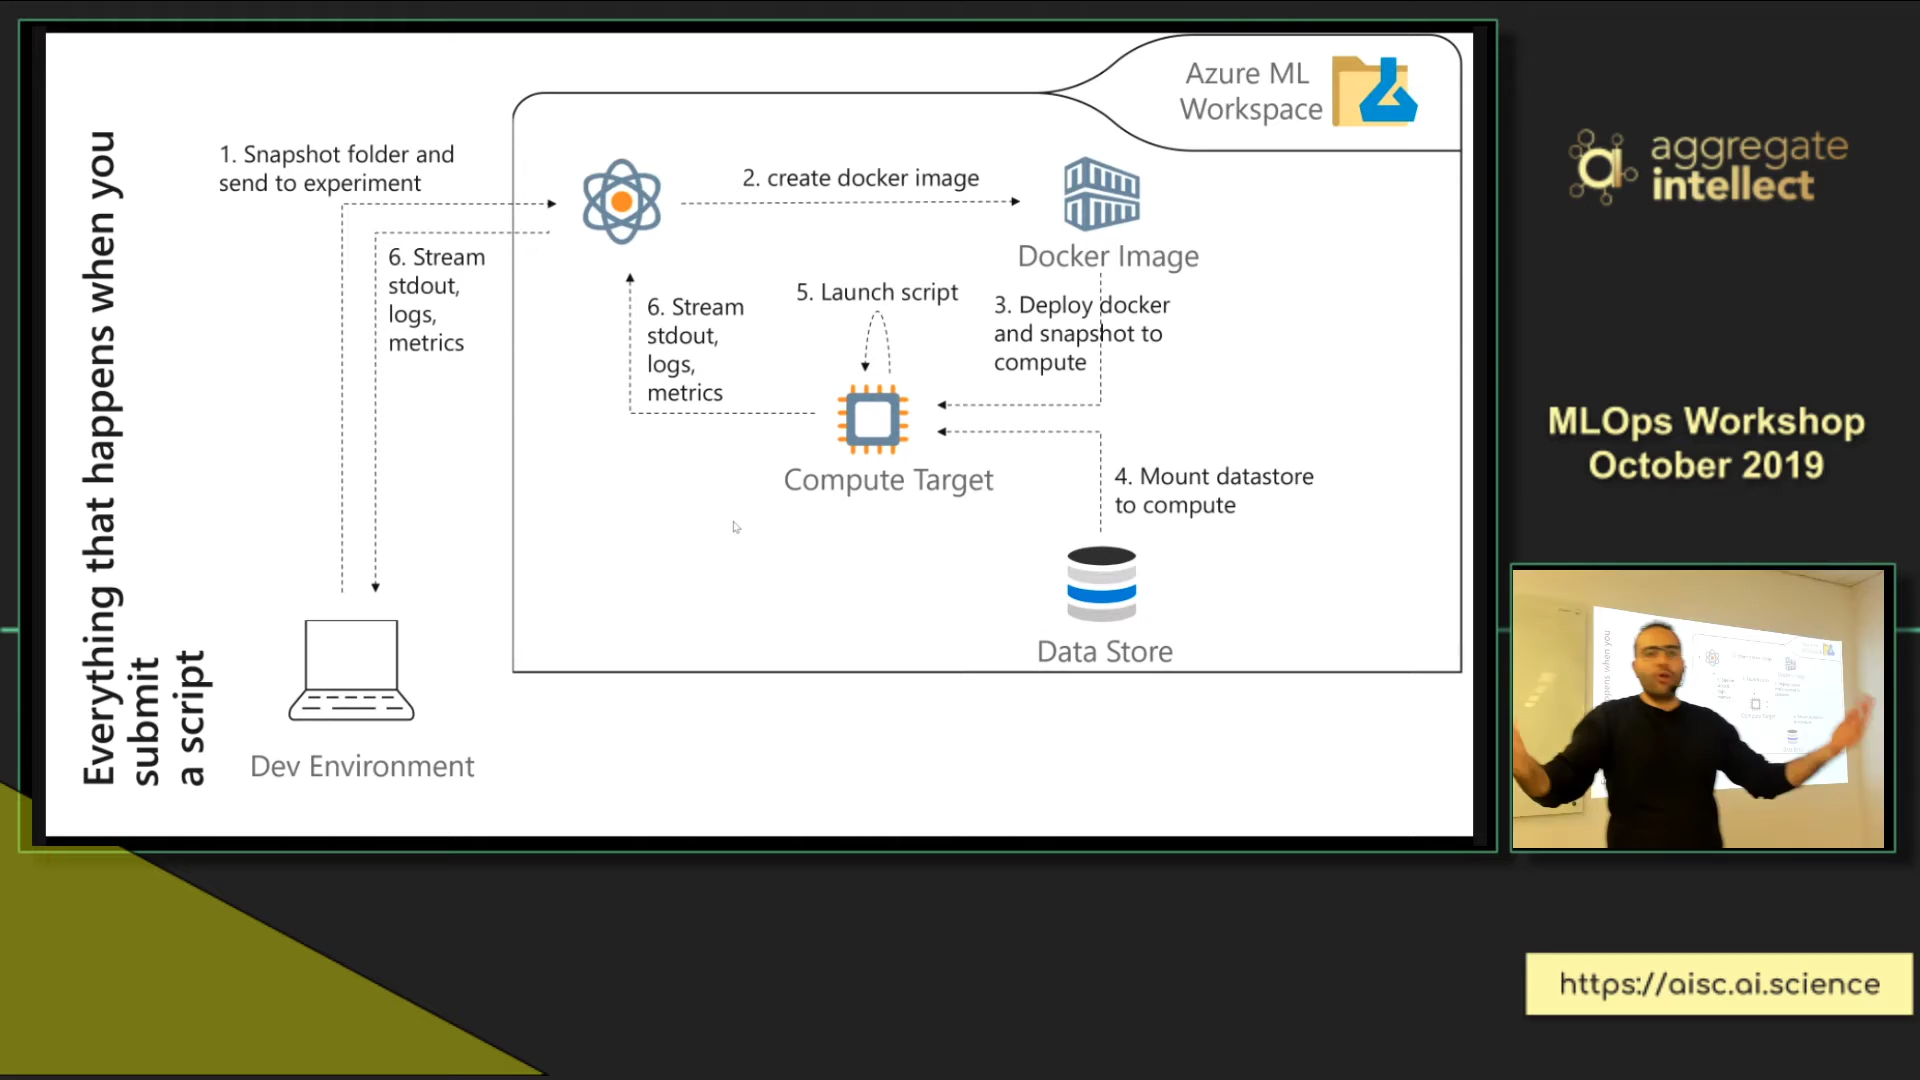 Everything that happens when you
submit
a script
1. Snapshot folder and
send to experiment
6. Stream
stdout,
logs,
metrics
Dev Environment
Azure ML
Workspace
2. create docker image
Docker Image
5. Launch script
3. Deploy docker
and snapshot to
compute
6. Stream
stdout,
logs,
metrics
Compute Target
4. Mount datastore
to compute
Data Store
aggregate
intellect
MLOps Workshop
October 2019
https://aisc.ai.science